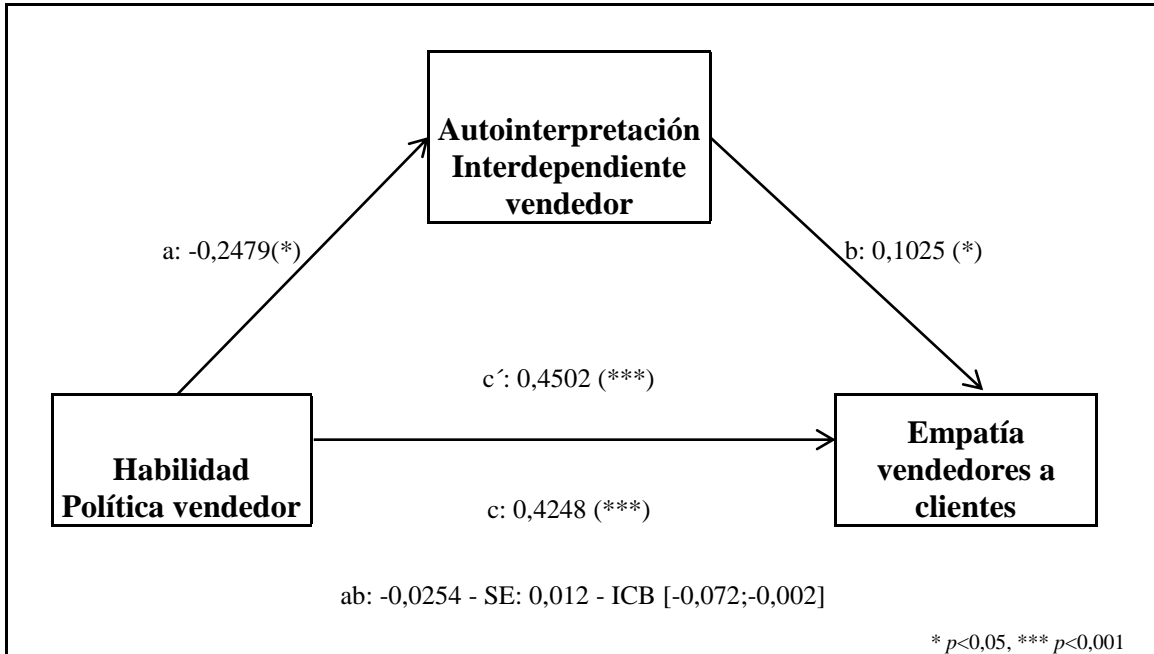 Autointerpretación
Interdependiente
vendedor
a: -0,2479(*)
b: 0,1025 (*)
c´: 0,4502 (***)
Habilidad
Política vendedor
Empatía
vendedores a
clientes
c: 0,4248 (***)
ab: -0,0254 - SE: 0,012 - ICB [-0,072;-0,002]
* p<0,05, *** p<0,001